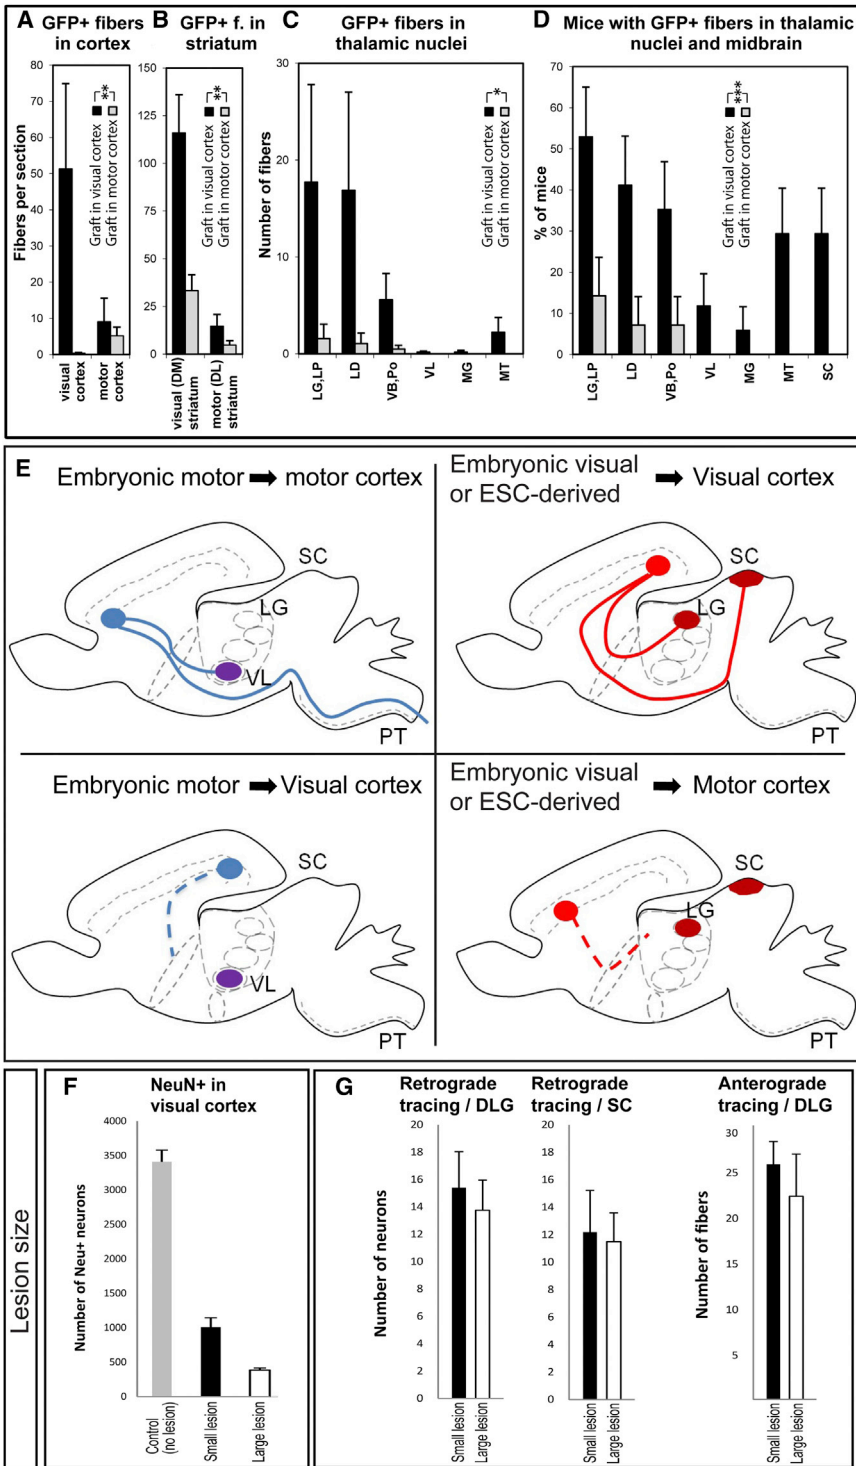 A GFP+ fibers
in cortex
Fibers per section
80
70
60
50
40
30
20
10
0
**
Graft in visual cortex
Graft in motor cortex
visual
cortex
motor
cortex
B GFP+ f. in
striatum
150
125
100
75
50
25
0
**
Graft in visual cortex
Graft in motor cortex
visual (DM)
striatum
motor (DL)
striatum
C GFP+ fibers in
thalamic nuclei
Number of fibers
30
20
10
0
*
Graft in visual cortex
Graft in motor cortex
LG,LP
LD
VB,Po
VL
MG
MT
D Mice with GFP+ fibers in thalamic
nuclei and midbrain
% of mice
70
60
50
40
30
20
10
0
***
Graft in visual cortex
Graft in motor cortex
LG,LP
LD
VB,Po
VL
MG
MT
SC
E
Embryonic motor ➡ motor cortex
SC
LG
VL
PT
Embryonic visual
or ESC-derived ➡ Visual cortex
SC
LG
PT
Embryonic motor ➡ Visual cortex
SC
VL
PT
Embryonic visual
or ESC-derived ➡ Motor cortex
SC
LG
PT
Lesion size
F NeuN+ in
visual cortex
Number of Neu+ neurons
4000
3500
3000
2500
2000
1500
1000
500
0
Control
(no lesion)
Small lesion
Large lesion
G Retrograde
tracing / DLG
Number of neurons
20
18
16
14
12
10
8
6
4
2
0
Small lesion
Large lesion
Retrograde
tracing / SC
20
18
16
14
12
10
8
6
4
2
0
Small lesion
Large lesion
Anterograde
tracing / DLG
Number of fibers
30
25
20
10
5
Small lesion
Large lesion